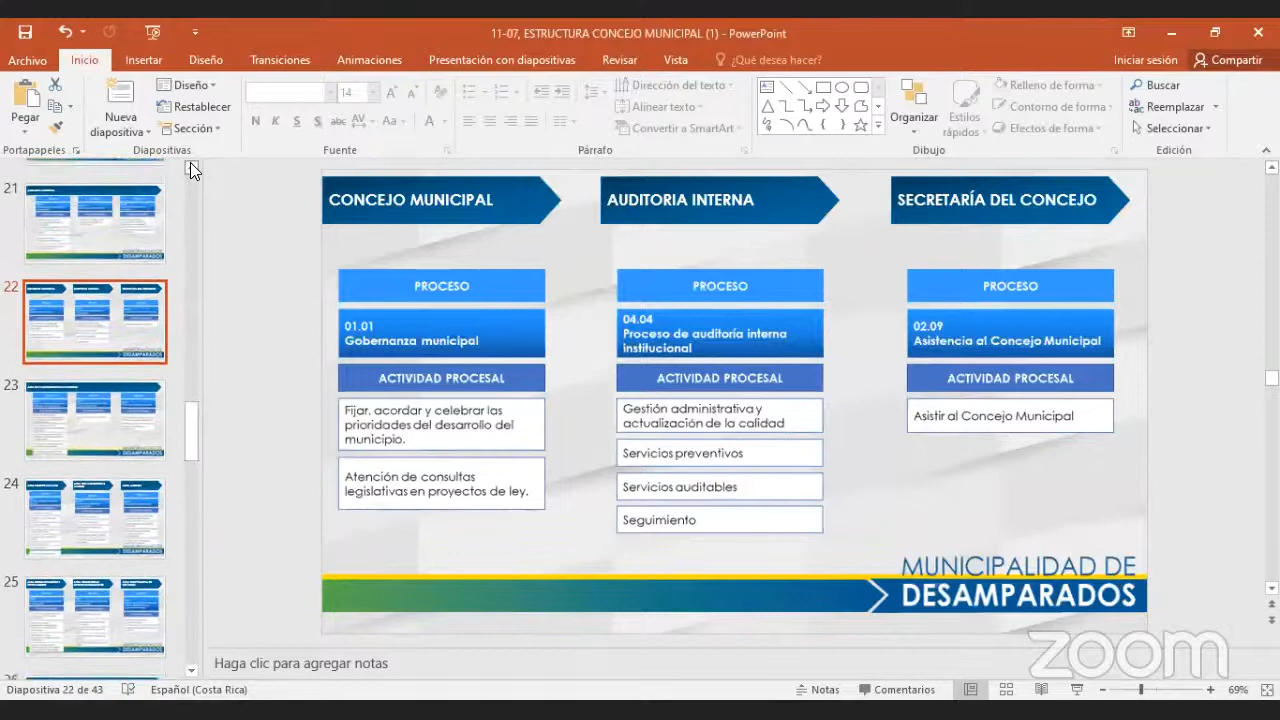 11-07, ESTRUCTURA CONCEJO MUNICIPAL (1) - PowerPoint
Archivo Inicio Insertar Diseño Transiciones Animaciones Presentación con diapositivas Revisar Vista ¿Qué desea hacer? Iniciar sesión Compartir
Pegar
Nueva diapositiva
Diseño
Restablecer
Sección
14
N K S S abc AV Aa A
Dirección del texto
Alinear texto
Convertir a SmartArt
Organizar
Estilos rápidos
Relleno de forma
Contorno de forma
Efectos de forma
Buscar
Reemplazar
Seleccionar
Portapapeles Diapositivas Fuente Párrafo Dibujo Edición
21
22
23
24
25
CONCEJO MUNICIPAL
PROCESO
01.01
Gobernanza municipal
ACTIVIDAD PROCESAL
Fijar, acordar y celebrar las
prioridades del desarrollo del
municipio.
Atención de consultas
legislativas en proyectos de ley.
AUDITORIA INTERNA
PROCESO
04.04
Proceso de auditoría interna
institucional
ACTIVIDAD PROCESAL
Gestión administrativa y
actualización de la calidad
Servicios preventivos
Servicios auditables
Seguimiento
SECRETARÍA DEL CONCEJO
PROCESO
02.09
Asistencia al Concejo Municipal
ACTIVIDAD PROCESAL
Asistir al Concejo Municipal
MUNICIPALIDAD DE
DESAMPARADOS
zoom
Haga clic para agregar notas
Diapositiva 22 de 43 Español (Costa Rica) Notas Comentarios 69%